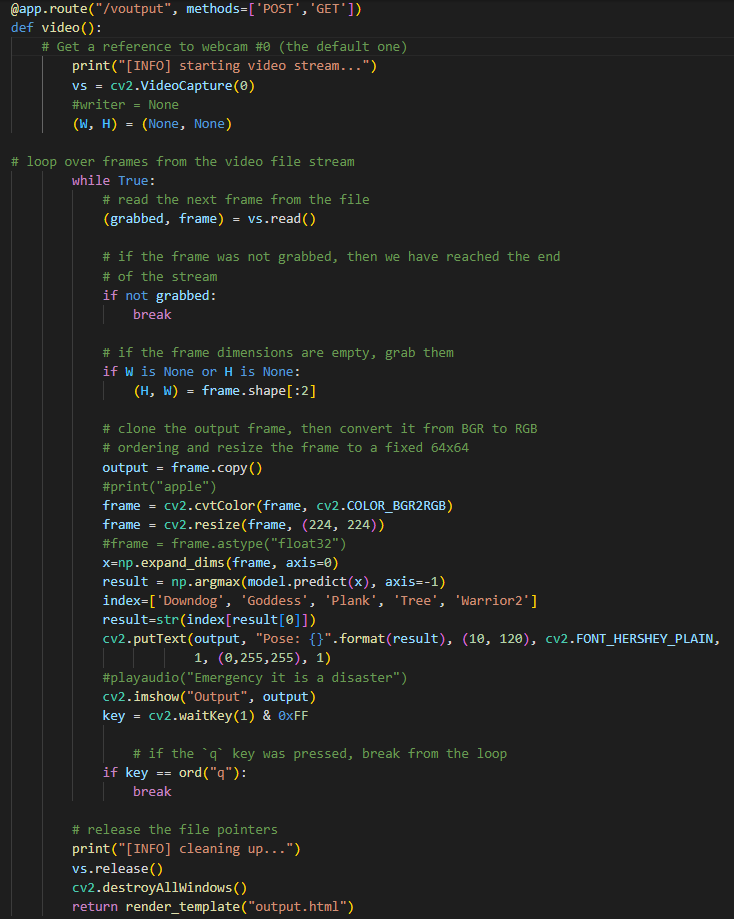 @app.route("/voutput", methods=['POST','GET'])
def video():
    # Get a reference to webcam #0 (the default one)
        print("[INFO] starting video stream...")
        vs = cv2.VideoCapture(0)
        #writer = None
        (W, H) = (None, None)

# loop over frames from the video file stream
        while True:
            # read the next frame from the file
            (grabbed, frame) = vs.read()

            # if the frame was not grabbed, then we have reached the end
            # of the stream
            if not grabbed:
                break

            # if the frame dimensions are empty, grab them
            if W is None or H is None:
                (H, W) = frame.shape[:2]

            # clone the output frame, then convert it from BGR to RGB
            # ordering and resize the frame to a fixed 64x64
            output = frame.copy()
            #print("apple")
            frame = cv2.cvtColor(frame, cv2.COLOR_BGR2RGB)
            frame = cv2.resize(frame, (224, 224))
            #frame = frame.astype("float32")
            x=np.expand_dims(frame, axis=0)
            result = np.argmax(model.predict(x), axis=-1)
            index=['Downdog', 'Goddess', 'Plank', 'Tree', 'Warrior2']
            result=str(index[result[0]])
            cv2.putText(output, "Pose: {}".format(result), (10, 120), cv2.FONT_HERSHEY_PLAIN,
                        1, (0,255,255), 1)
            #playaudio("Emergency it is a disaster")
            cv2.imshow("Output", output)
            key = cv2.waitKey(1) & 0xFF

                # if the `q` key was pressed, break from the loop
            if key == ord("q"):
                break

        # release the file pointers
        print("[INFO] cleaning up...")
        vs.release()
        cv2.destroyAllWindows()
        return render_template("output.html")